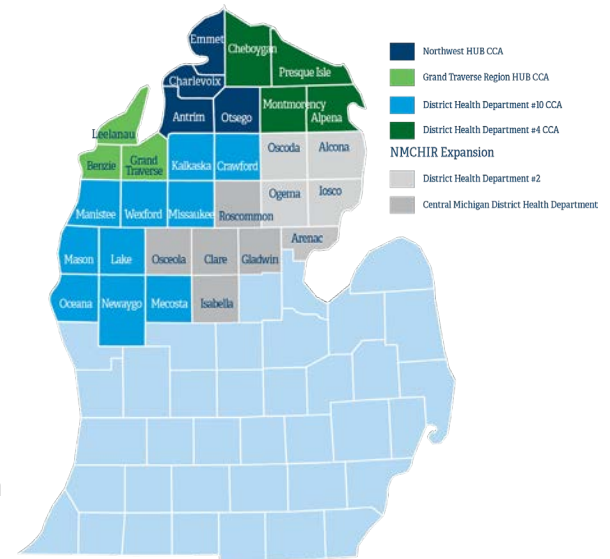 Emmet
Cheboygan
Presque Isle
Charlevoix
Antrim
Otsego
Montmorency
Alpena
Leelanau
Benzie
Grand
Traverse
Kalkaska
Crawford
Oscoda
Alcona
Manistee
Wexford
Missaukee
Roscommon
Ogema
Iosco
Mason
Lake
Osceola
Clare
Gladwin
Arenac
Oceana
Newaygo
Mecosta
Isabella
Northwest HUB CCA
Grand Traverse Region HUB CCA
District Health Department #10 CCA
District Health Department #4 CCA
NMCHIR Expansion
District Health Department #2
Central Michigan District Health Department